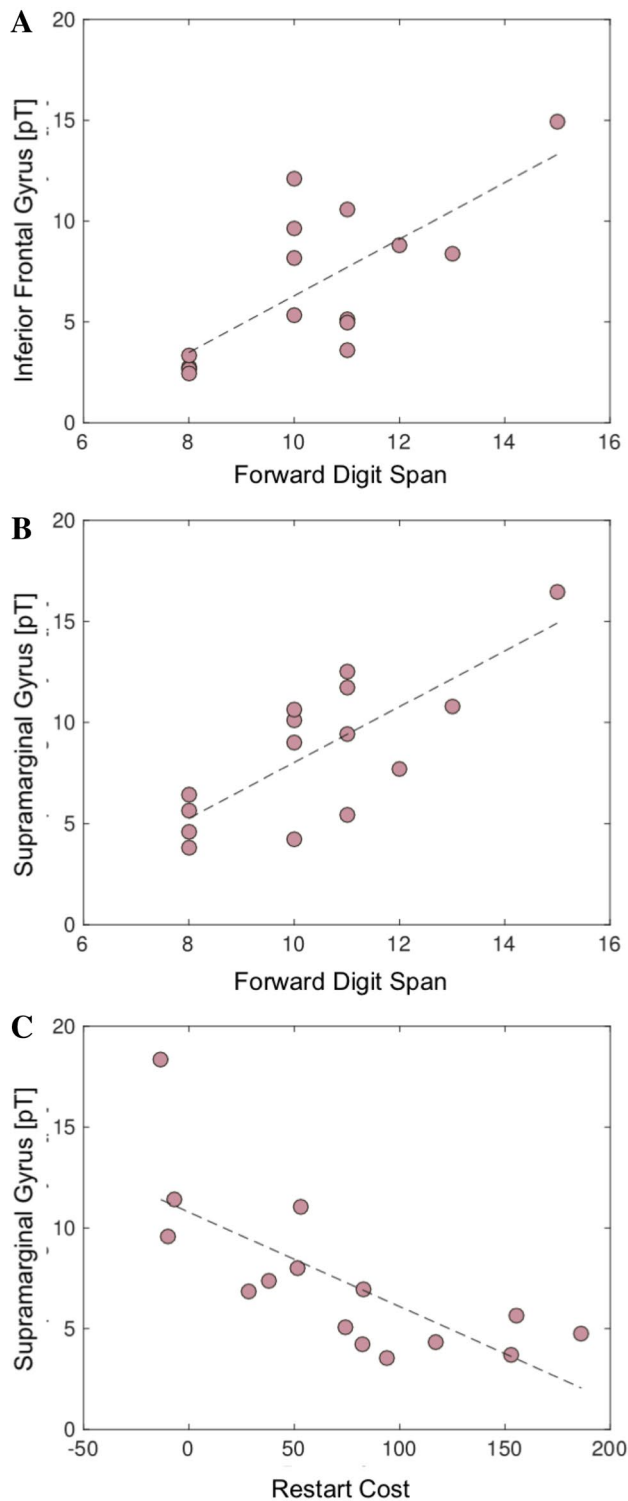 A
20
15
10
5
0
Inferior Frontal Gyrus [pT]
6 8 10 12 14 16
Forward Digit Span
B
20
15
10
5
0
Supramarginal Gyrus [pT]
6 8 10 12 14 16
Forward Digit Span
C
20
15
10
5
0
Supramarginal Gyrus [pT]
-50 0 50 100 150 200
Restart Cost